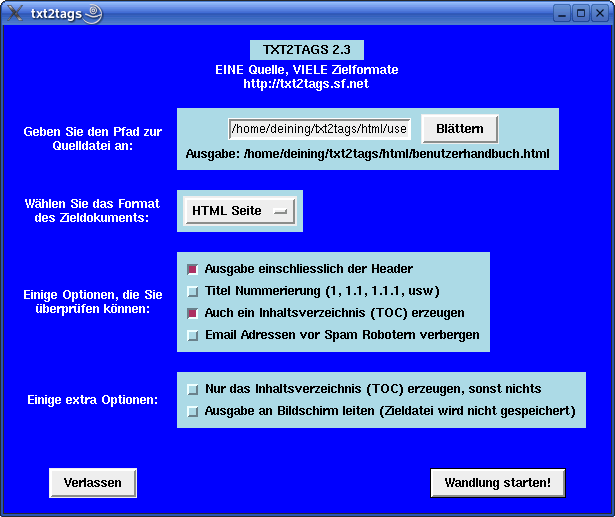 txt2tags
TXT2TAGS 2.3
EINE Quelle, VIELE Zielformate
http://txt2tags.sf.net
Geben Sie den Pfad zur
Quelldatei an:
/home/deining/txt2tags/html/use
Blättern
Ausgabe: /home/deining/txt2tags/html/benutzerhandbuch.html
Wählen Sie das Format
des Zieldokuments:
HTML Seite
Einige Optionen, die Sie
überprüfen können:
Ausgabe einschliesslich der Header
Titel Nummerierung (1, 1.1, 1.1.1, usw)
Auch ein Inhaltsverzeichnis (TOC) erzeugen
Email Adressen vor Spam Robotern verbergen
Einige extra Optionen:
Nur das Inhaltsverzeichnis (TOC) erzeugen, sonst nichts
Ausgabe an Bildschirm leiten (Zieldatei wird nicht gespeichert)
Verlassen
Wandlung starten!